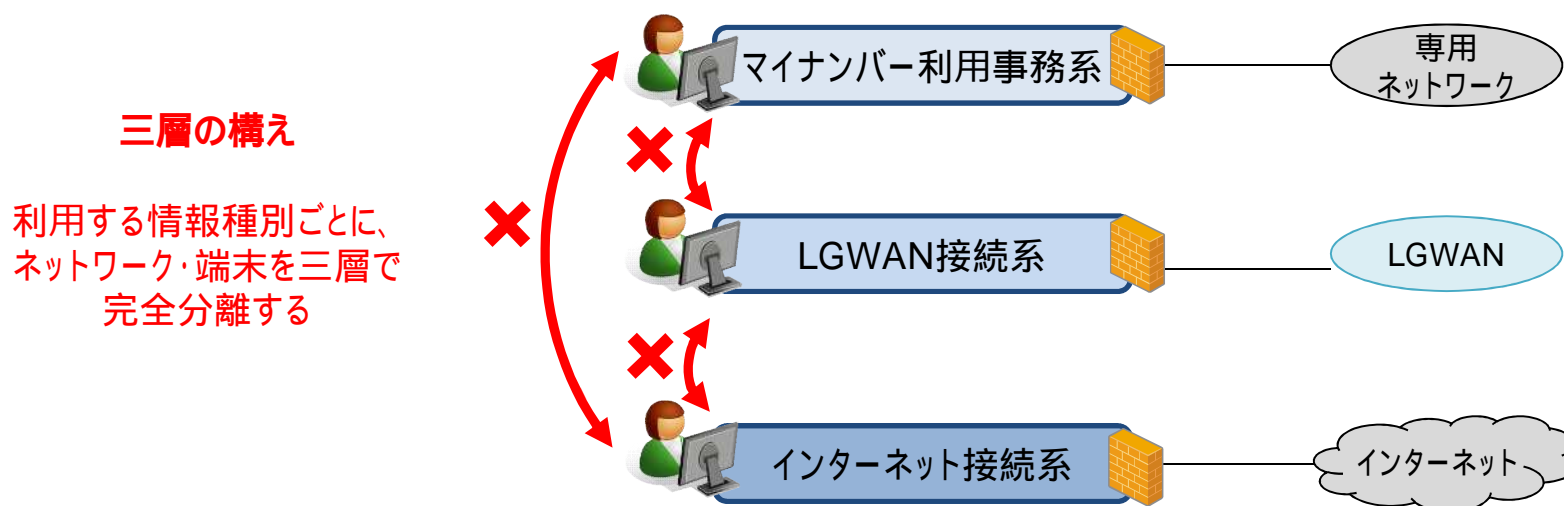 三層の構え
利用する情報種別ごとに、
ネットワーク・端末を三層で
完全分離する
マイナンバー利用事務系
専用
ネットワーク
LGWAN接続系
LGWAN
インターネット接続系
インターネット